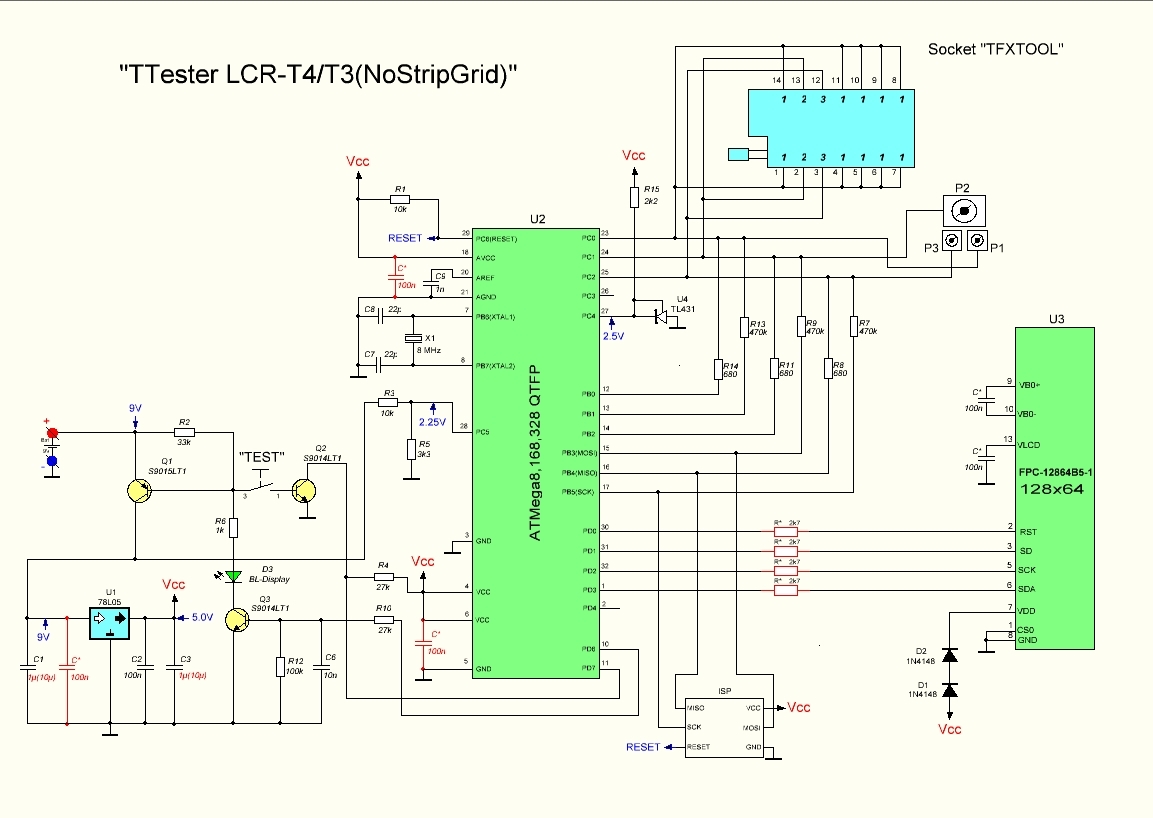 "TTester LCR-T4/T3(NoStripGrid)"
Socket "TFXTOOL"
14 13 12 11 10 9 8
1 2 3 1 1 1 1
1 2 3 1 1 1 1
1 2 3 4 5 6 7
P2
P3
P1
Vcc
R1
10k
RESET
C*
100n
C9
1n
C8 22p
X1
8 MHz
C7 22p
Vcc
R15
2k2
U4
TL431
2.5V
U2
ATMega8,168,328 QTFP
29 PC6(RESET)
18 AVCC
20 AREF
21 AGND
7 PB6(XTAL1)
8 PB7(XTAL2)
28 PC5
3 GND
4 VCC
6 VCC
5 GND
PC0 23
PC1 24
PC2 25
PC3 26
PC4 27
PB0 12
PB1 13
PB2 14
PB3(MOSI) 15
PB4(MISO) 16
PB5(SCK) 17
PD0 30
PD1 31
PD2 32
PD3 1
PD4 2
PD6 10
PD7 11
R13
470k
R9
470k
R7
470k
R14
680
R11
680
R8
680
R3
10k
2.25V
R5
3k3
9V
R2
33k
Q1
S9015LT1
"TEST"
3 1
Q2
S9014LT1
R6
1k
D3
BL-Display
Q3
S9014LT1
R4
27k
Vcc
R10
27k
C*
100n
U1
78L05
Vcc
5.0V
9V
C1
1µ(10µ)
C*
100n
C2
100n
C3
1µ(10µ)
R12
100k
C6
10n
R* 2k7
R* 2k7
R* 2k7
R* 2k7
U3
FPC-12864B5-1
128x64
9 VB0+
10 VB0-
13 VLCD
2 RST
3 SD
5 SCK
6 SDA
7 VDD
1 CS0
8 GND
C*
100n
C*
100n
D2
1N4148
D1
1N4148
Vcc
ISP
MISO VCC
SCK MOSI
RESET GND
Vcc
RESET